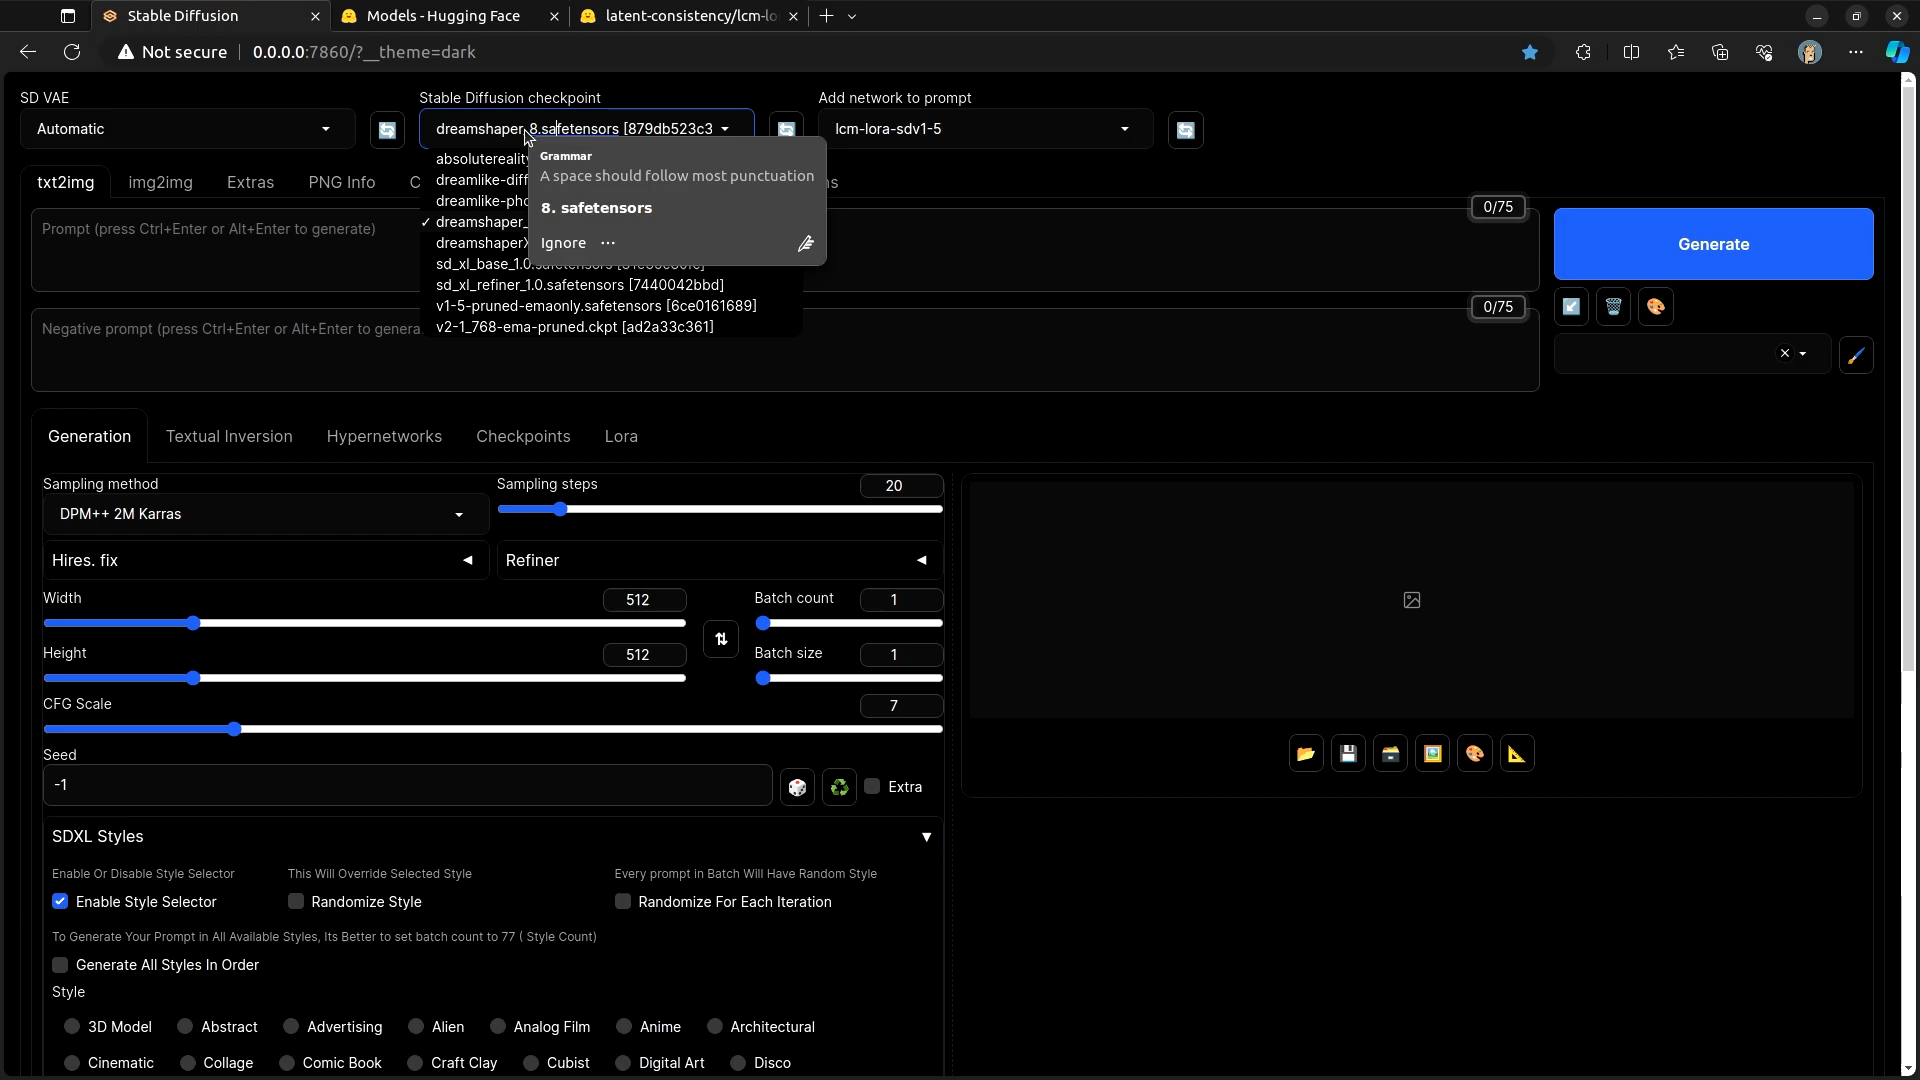 Stable Diffusion
Models - Hugging Face
latent-consistency/lcm-lo
Not secure
0.0.0.0:7860/?__theme=dark
SD VAE
Stable Diffusion checkpoint
Add network to prompt
Automatic
dreamshaper_8.safetensors [879db523c3
lcm-lora-sdv1-5
absolutereality
Grammar
A space should follow most punctuation
8. safetensors
Ignore
txt2img
img2img
Extras
PNG Info
C
ns
dreamlike-diff
dreamlike-pho
✓ dreamshaper_
dreamshaperX
sd_xl_base_1.0.safetensors
sd_xl_refiner_1.0.safetensors [7440042bbd]
v1-5-pruned-emaonly.safetensors [6ce0161689]
v2-1_768-ema-pruned.ckpt [ad2a33c361]
Prompt (press Ctrl+Enter or Alt+Enter to generate)
0/75
Generate
Negative prompt (press Ctrl+Enter or Alt+Enter to genera
0/75
Generation
Textual Inversion
Hypernetworks
Checkpoints
Lora
Sampling method
DPM++ 2M Karras
Sampling steps
20
Hires. fix
Refiner
Width
512
Batch count
1
Height
512
Batch size
1
CFG Scale
7
Seed
-1
Extra
SDXL Styles
Enable Or Disable Style Selector
This Will Override Selected Style
Every prompt in Batch Will Have Random Style
Enable Style Selector
Randomize Style
Randomize For Each Iteration
To Generate Your Prompt in All Available Styles, Its Better to set batch count to 77 ( Style Count)
Generate All Styles In Order
Style
3D Model
Abstract
Advertising
Alien
Analog Film
Anime
Architectural
Cinematic
Collage
Comic Book
Craft Clay
Cubist
Digital Art
Disco